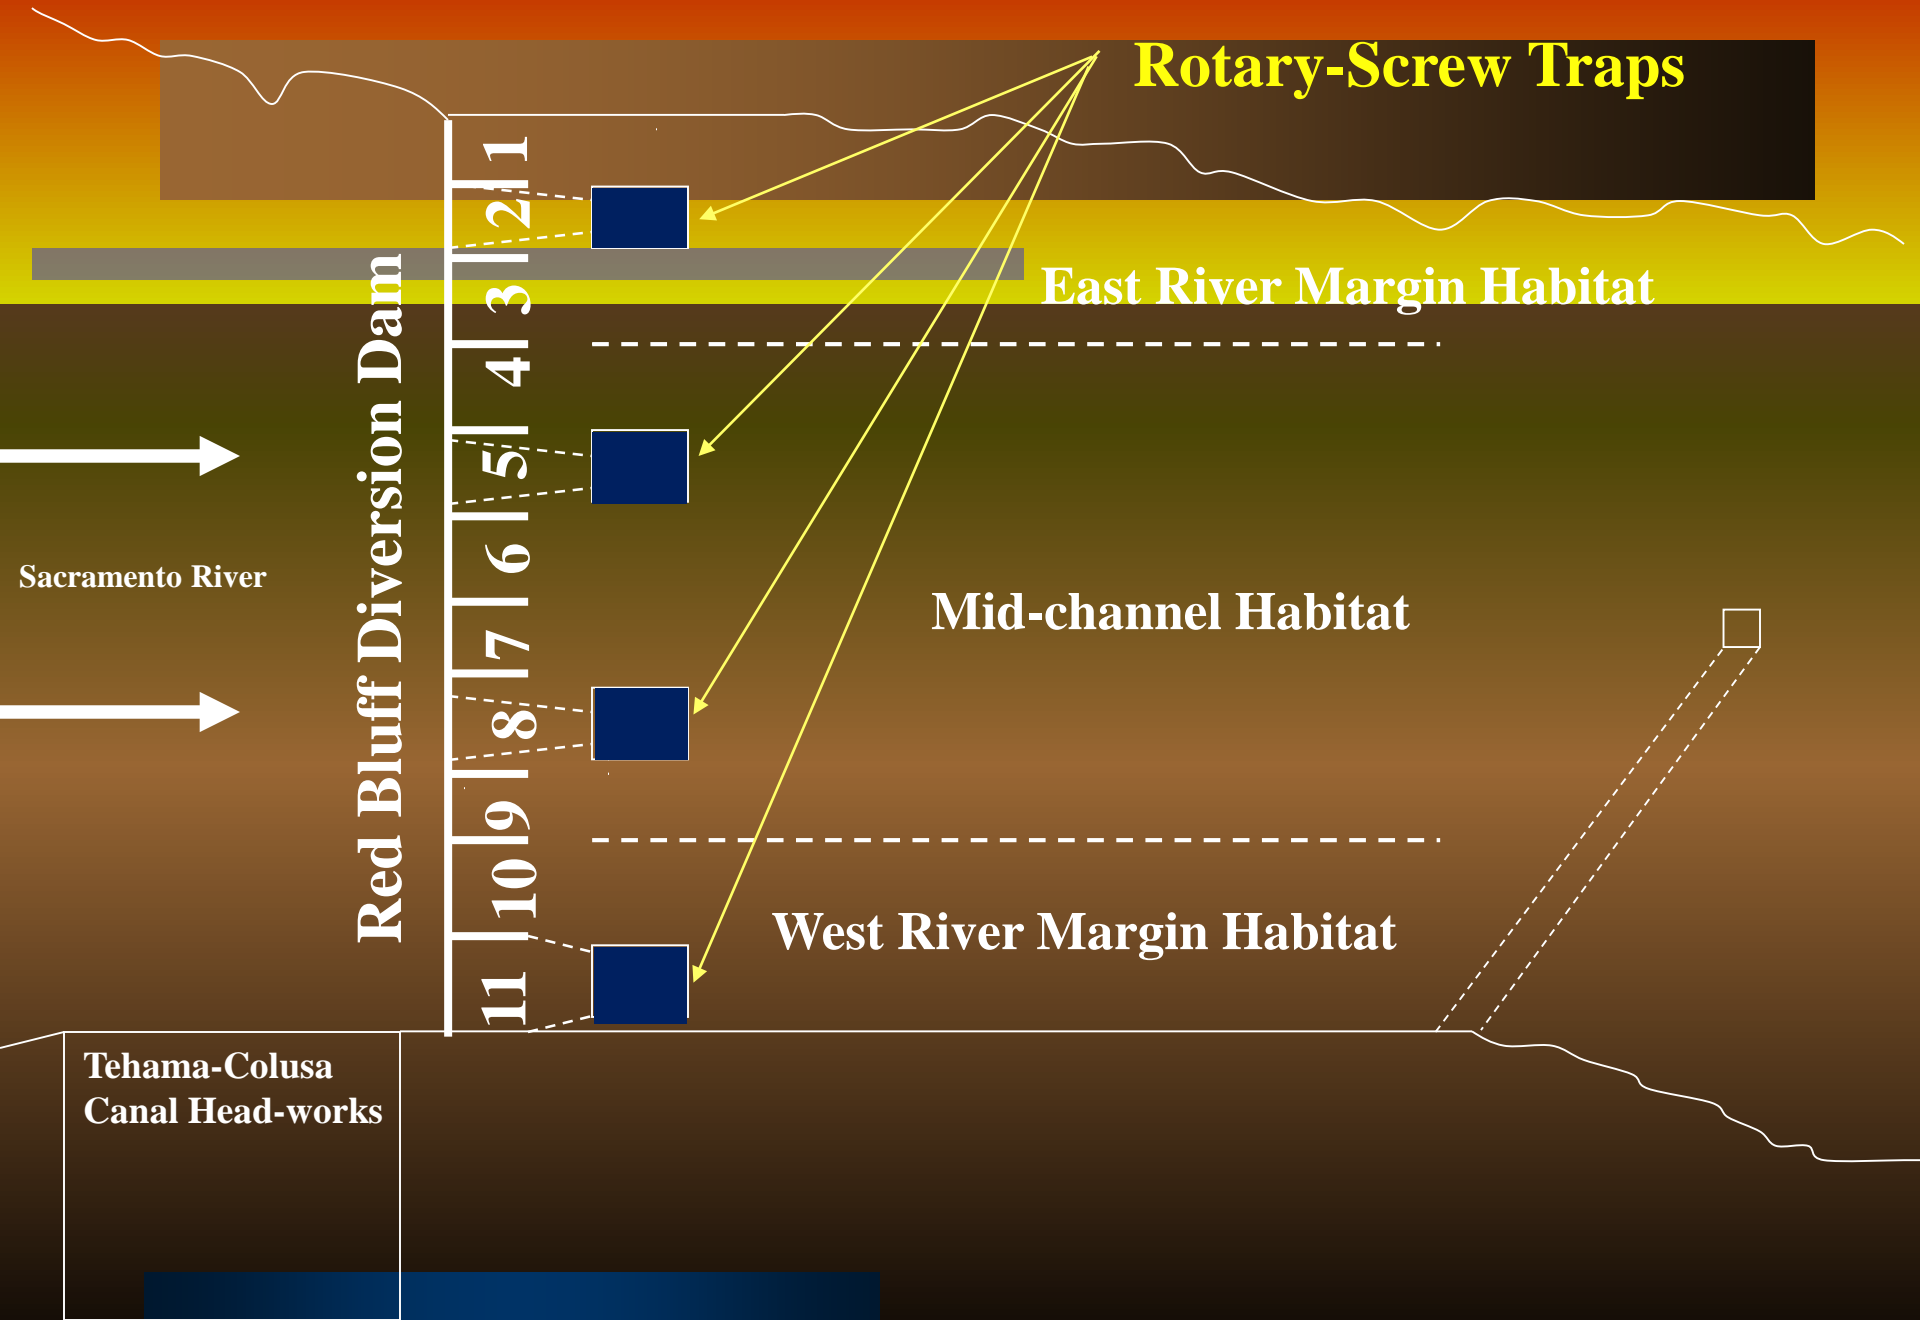 Rotary-Screw Traps
1
2
3
4
5
6
7
8
9
10
11
East River Margin Habitat
Red Bluff Diversion Dam
Sacramento River
Mid-channel Habitat
West River Margin Habitat
Tehama-Colusa
Canal Head-works